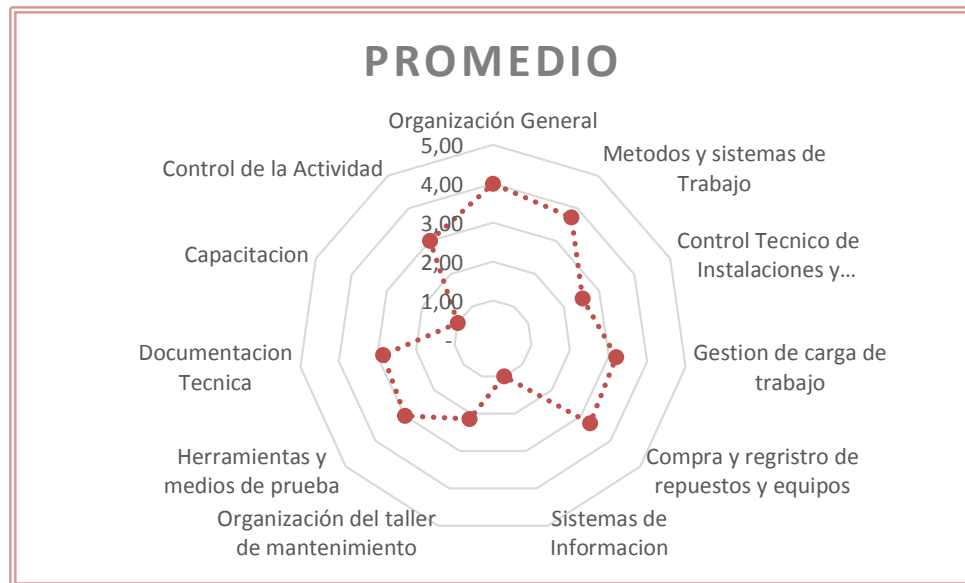 PROMEDIO
Organización General
5,00
4,00
3,00
2,00
1,00
-
Metodos y sistemas de
Trabajo
Control Tecnico de
Instalaciones y...
Gestion de carga de
trabajo
Compra y regristro de
repuestos y equipos
Sistemas de
Informacion
Organización del taller
de mantenimiento
Herramientas y
medios de prueba
Documentacion
Tecnica
Capacitacion
Control de la Actividad